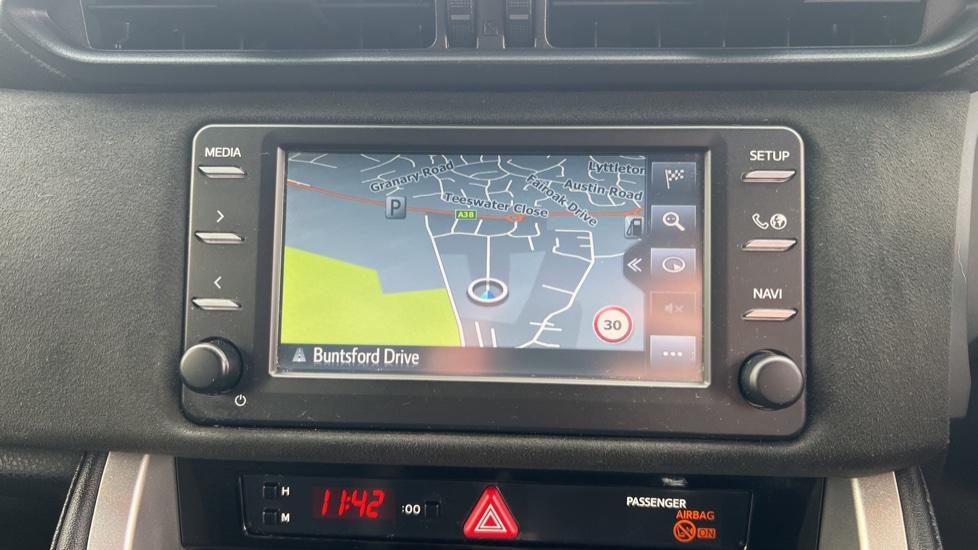 MEDIA
SETUP
NAVI
Granary Road
Lyttleton
Austin Road
Fairoak Drive
Teeswater Close
P
A38
30
Buntsford Drive
H
M
11:42
:00
PASSENGER
AIRBAG
ON